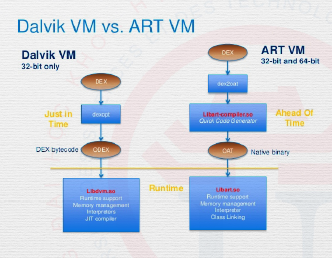 Dalvik VM vs. ART VM
Dalvik VM
32-bit only
DEX
Just in
Time
dexopt
DEX bytecode
ODEX
Libdvm.so
Runtime support
Memory management
Interpreters
JIT compiler
Runtime
ART VM
32-bit and 64-bit
DEX
dex2oat
Libart-compiler.so
Quick Code Generator
Ahead Of
Time
OAT
Native binary
Libart.so
Runtime support
Memory management
Interpreter
Class Linking